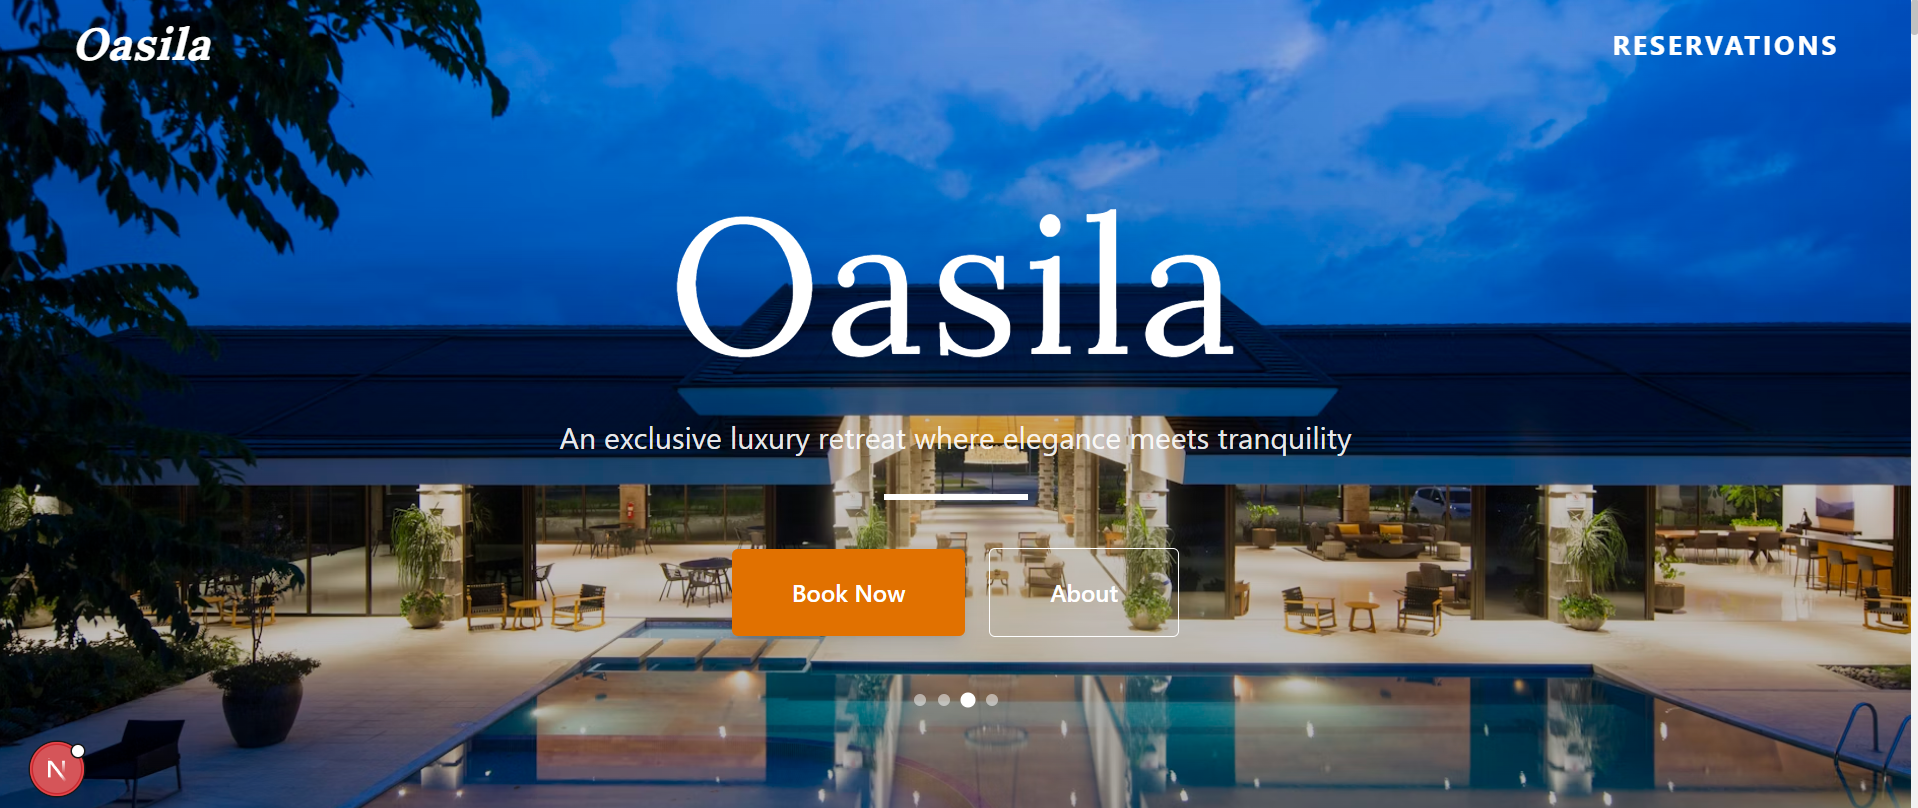 Oasila
RESERVATIONS
Oasila
An exclusive luxury retreat where elegance meets tranquility
Book Now
About
N